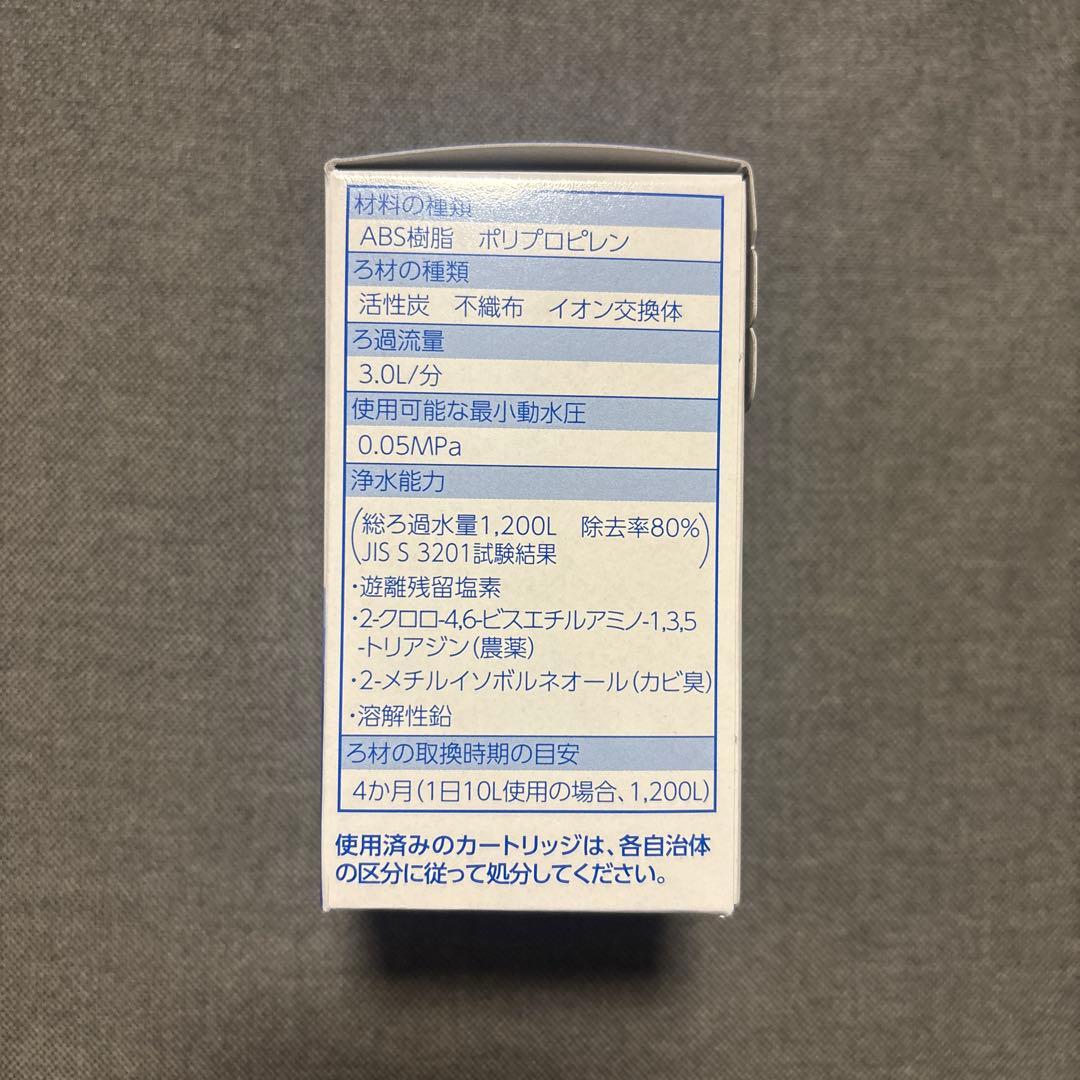 材料の種類
ABS樹脂　ポリプロピレン
ろ材の種類
活性炭　不織布　イオン交換体
ろ過流量
3.0L/分
使用可能な最小動水圧
0.05MPa
浄水能力
(総ろ過水量1,200L　除去率80%
JIS S 3201試験結果)
・遊離残留塩素
・2-クロロ-4,6-ビスエチルアミノ-1,3,5
-トリアジン(農薬)
・2-メチルイソボルネオール(カビ臭)
・溶解性鉛
ろ材の取換時期の目安
4か月(1日10L使用の場合、1,200L)
使用済みのカートリッジは、各自治体
の区分に従って処分してください。